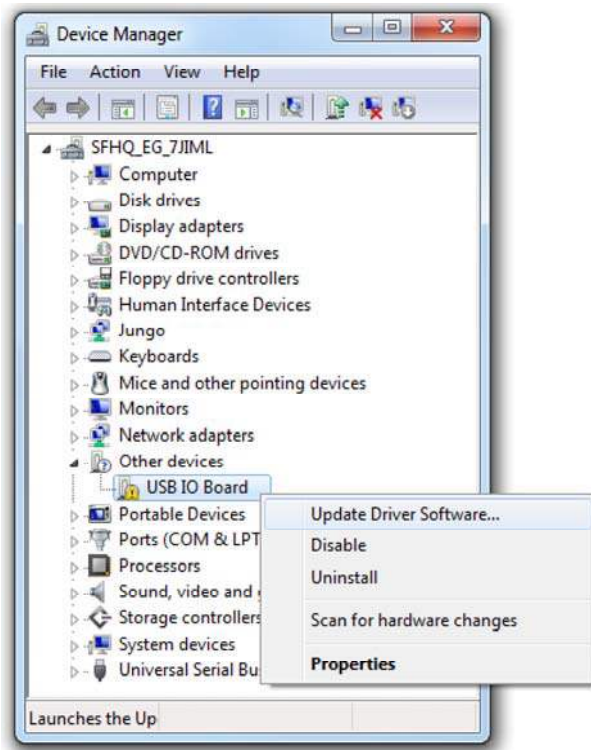 Device Manager
File Action View Help
SFHQ_EG_7JIML
Computer
Disk drives
Display adapters
DVD/CD-ROM drives
Floppy drive controllers
Human Interface Devices
Jungo
Keyboards
Mice and other pointing devices
Monitors
Network adapters
Other devices
USB IO Board
Portable Devices
Update Driver Software...
Ports (COM & LPT
Disable
Processors
Uninstall
Sound, video and
Storage controllers
Scan for hardware changes
System devices
Universal Serial Bu
Properties
Launches the Up